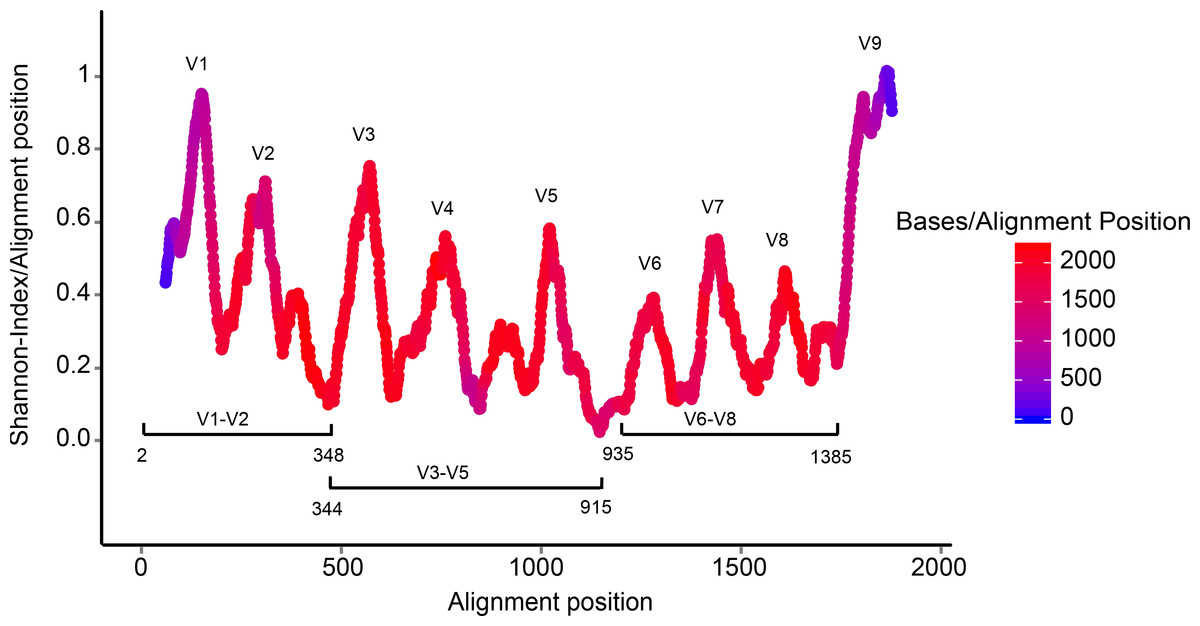 V9
V1
1
V2
V3
0.8
V4
V5
V7
V8
V6
0.6
0.4
0.2
0.0
Shannon-Index/Alignment position
V1-V2
V6-V8
2
348
935
1385
V3-V5
344
915
0
500
1000
1500
2000
Alignment position
Bases/Alignment Position
2000
1500
1000
500
0